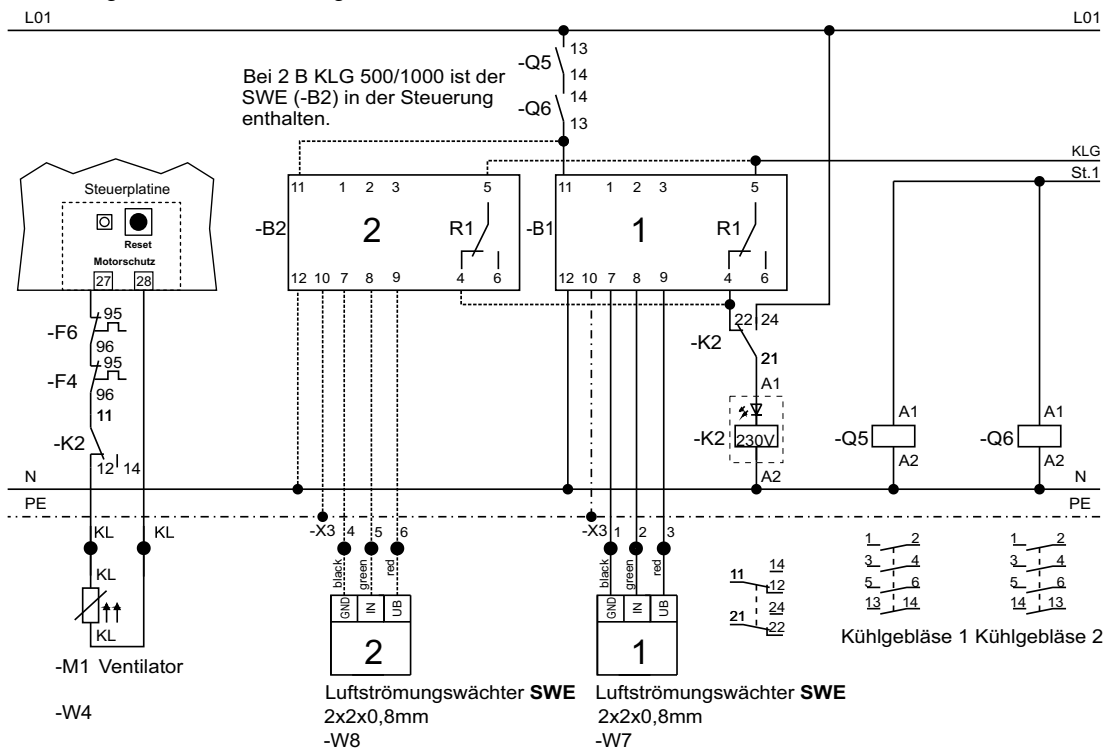 L01 L01
13
-Q5
14
14
-Q6
13
Bei 2 B KLG 500/1000 ist der
SWE (-B2) in der Steuerung
enthalten.
KLG
St.1
Steuerplatine
Reset
Motorschutz
27 28
11 1 2 3 5
-B2 2 R1
4 6
12 10 7 8 9
11 1 2 3 5
-B1 1 R1
4 6
12 10 7 8 9
95
-F6
96
95
-F4
96
11
-K2
12 14
22 24
-K2
21
A1
-K2 230V
A2
A1
-Q5
A2
A1
-Q6
A2
N N
PE PE
KL KL
KL
KL
-M1 Ventilator
-W4
-X3 4 5 6
black green red
GND IN UB
2
Luftströmungswächter SWE
2x2x0,8mm
-W8
-X3 1 2 3
black green red
GND IN UB
1
Luftströmungswächter SWE
2x2x0,8mm
-W7
14
11 12
24
21 22
1 2
3 4
5 6
13 14
Kühlgebläse 1
1 2
3 4
5 6
14 13
Kühlgebläse 2